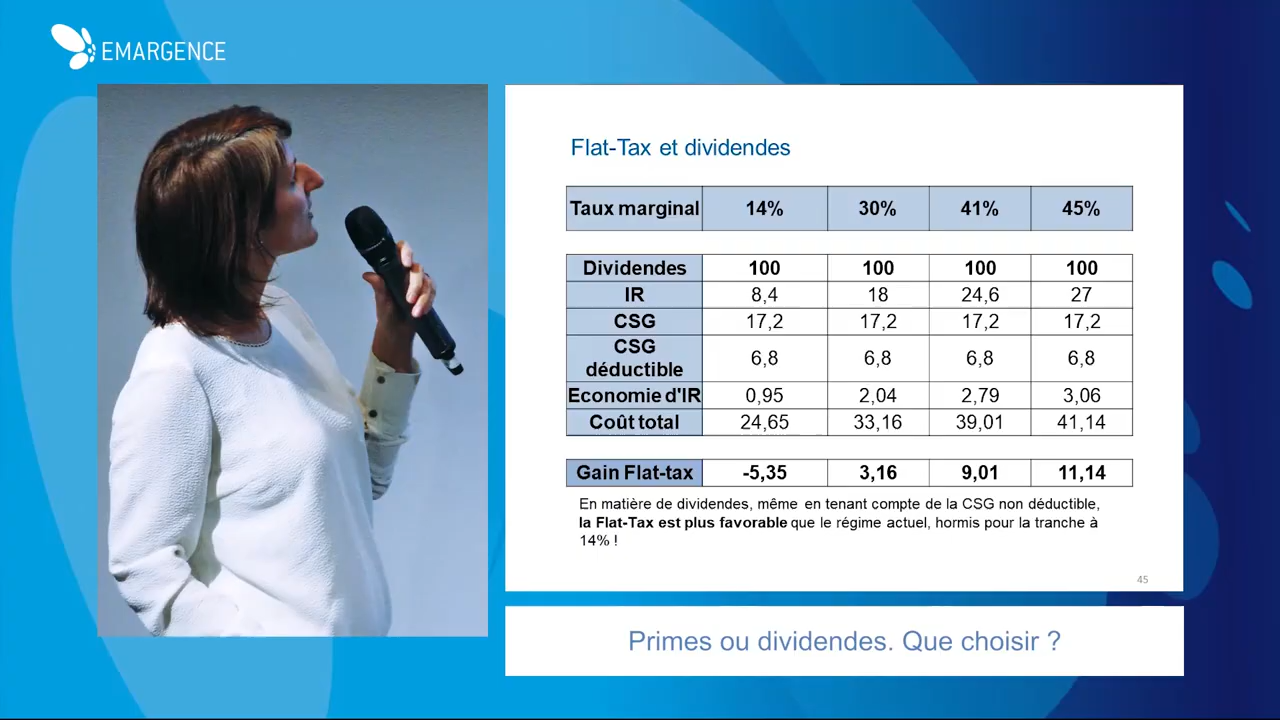 EMARGENCE
Flat-Tax et dividendes
Taux marginal 14% 30% 41% 45%
Dividendes 100 100 100 100
IR 8,4 18 24,6 27
CSG 17,2 17,2 17,2 17,2
CSG
déductible 6,8 6,8 6,8 6,8
Economie d'IR 0,95 2,04 2,79 3,06
Coût total 24,65 33,16 39,01 41,14
Gain Flat-tax -5,35 3,16 9,01 11,14
En matière de dividendes, même en tenant compte de la CSG non déductible,
la Flat-Tax est plus favorable que le régime actuel, hormis pour la tranche à
14% !
45
Primes ou dividendes. Que choisir ?